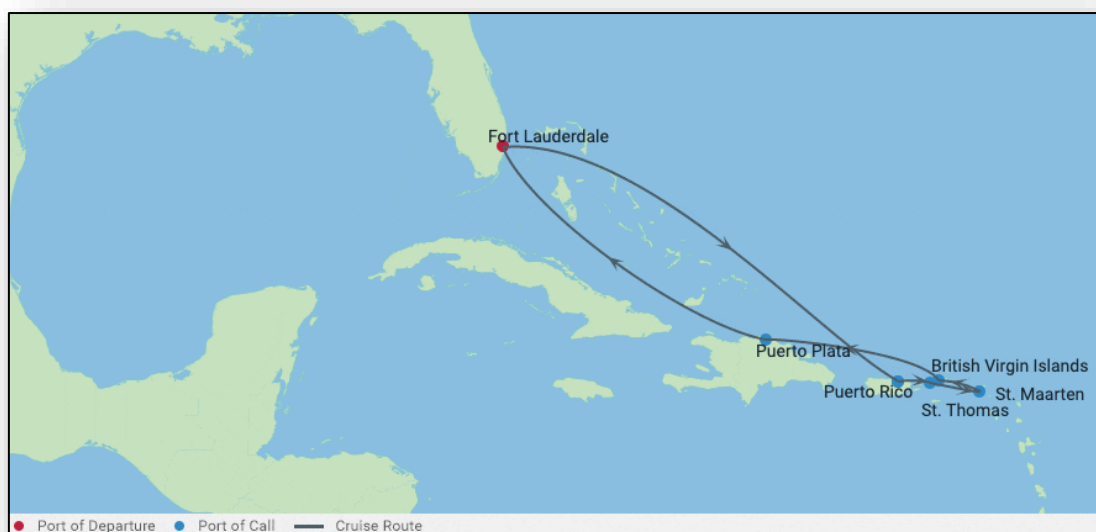 Fort Lauderdale
Puerto Plata
British Virgin Islands
Puerto Rico
St. Maarten
St. Thomas
Port of Departure
Port of Call
Cruise Route